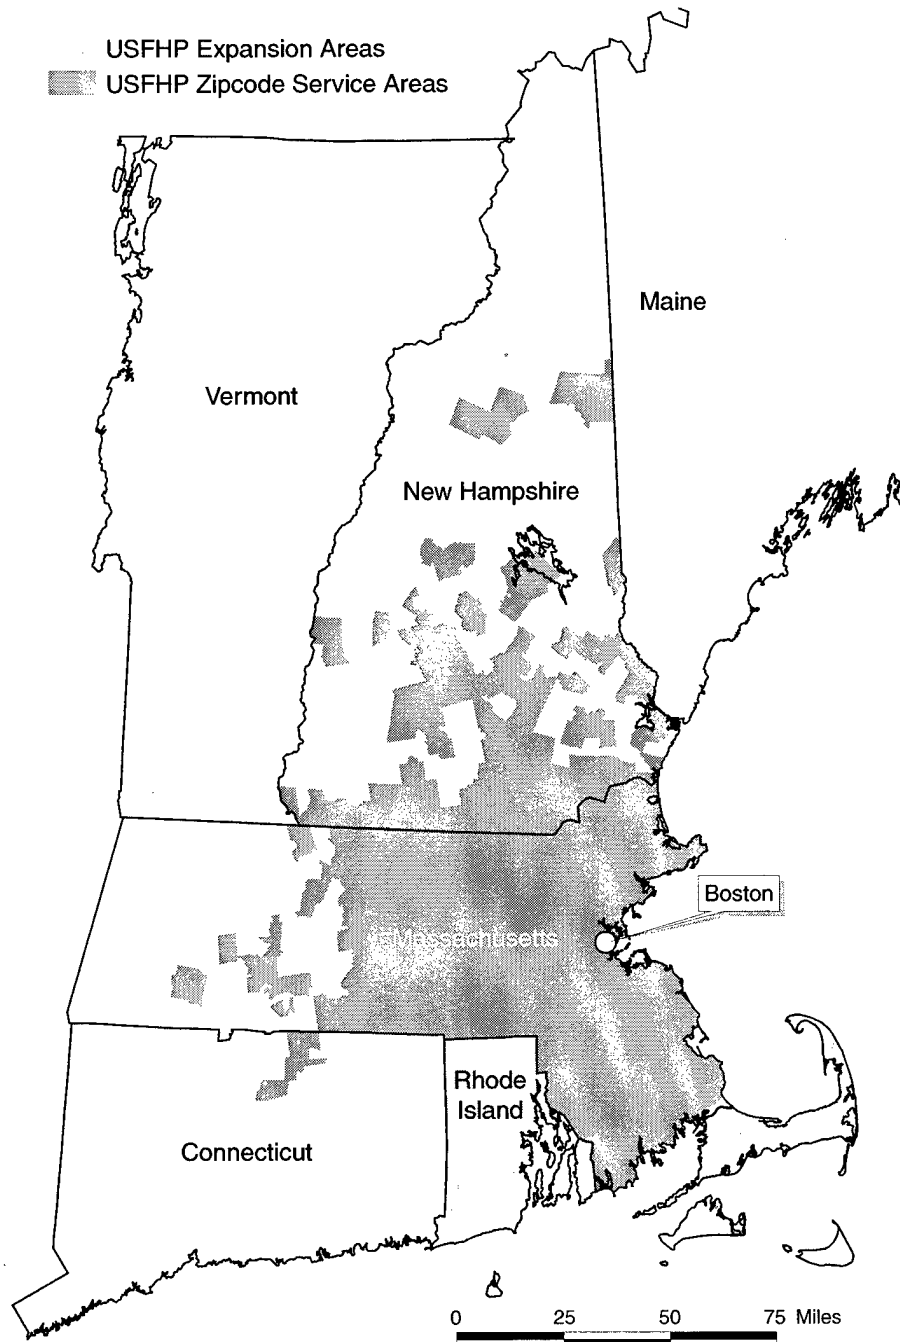 USFHP Expansion Areas
USFHP Zipcode Service Areas
Maine
Vermont
New Hampshire
Boston
Massachusetts
Rhode
Island
Connecticut
0 25 50 75 Miles